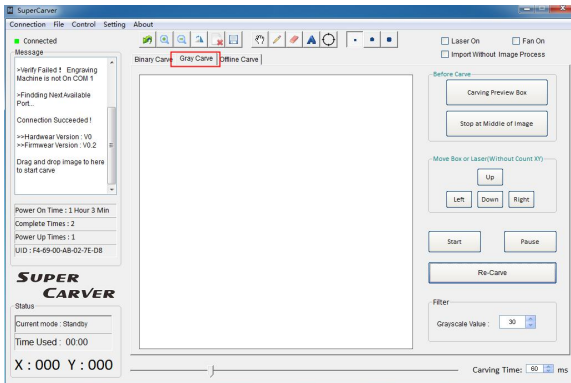 SuperCarver
Connection File Control Setting About
Connected
Message
>Verify Failed ! Engraving
Machine is not On COM 1
>Findding NextAvailable
Port...
Connection Succeeded !
>>Hardwear Version : V0
>>Firmwear Version : V0.2
Drag and drop image to here
to start carve
Power On Time : 1 Hour 3 Min
Complete Times : 2
Power Up Times : 1
UID : F4-69-00-AB-02-7E-D8
SUPER
CARVER
Status
Current mode : Standby
Time Used : 00:00
X : 000 Y : 000
Binary Carve Gray Carve Offline Carve
Laser On Fan On
Import Without Image Process
Before Carve
Carving Preview Box
Stop at Middle of Image
Move Box or Laser(Without Count XY)
Up
Left Down Right
Start Pause
Re-Carve
Filter
Grayscale Value : 30
Carving Time: 60 ms